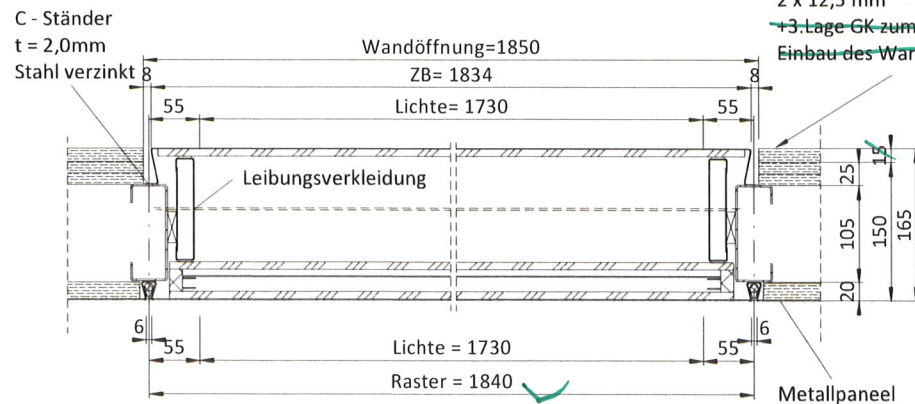 C - Ständer
t = 2,0mm
Stahl verzinkt
2 x 12,5 mm
+3.Lage GK zum
Einbau des War
Wandöffnung=1850
8
ZB= 1834
8
55
Lichte= 1730
55
Leibungsverkleidung
15
25
105
150
165
20
6
55
Lichte = 1730
55
6
Raster = 1840
Metallpaneel